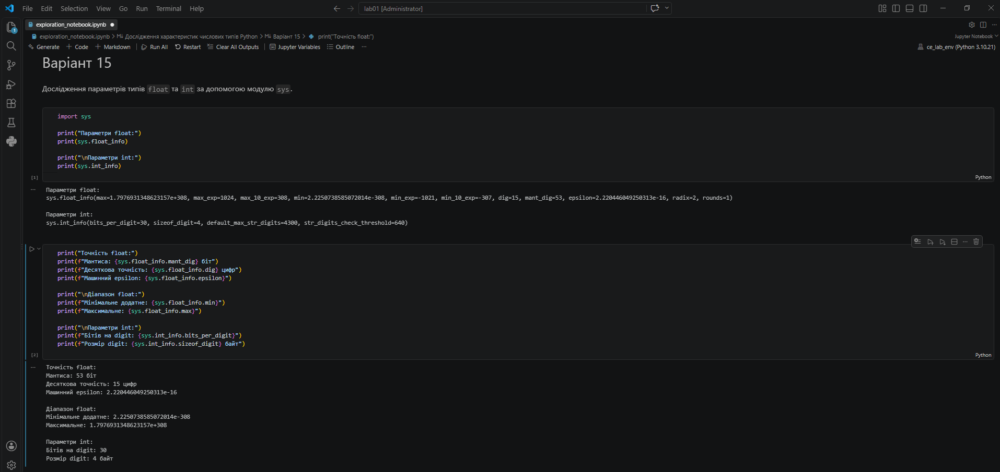 File Edit Selection View Go Run Terminal Help
lab01 [Administrator]
exploration_notebook.ipynb
exploration_notebook.ipynb > M↓ Дослідження характеристик числових типів Python > M↓ Варіант 15 > print("Точність float:")
Jupyter Notebook
Generate + Code + Markdown | Run All Restart Clear All Outputs | Jupyter Variables Outline ...
ce_lab_env (Python 3.10.21)
1
Варіант 15
Дослідження параметрів типів float та int за допомогою модулю sys.
import sys
print("Параметри float:")
print(sys.float_info)
print("\nПараметри int:")
print(sys.int_info)
[1]
Python
Параметри float:
sys.float_info(max=1.7976931348623157e+308, max_exp=1024, max_10_exp=308, min=2.2250738585072014e-308, min_exp=-1021, min_10_exp=-307, dig=15, mant_dig=53, epsilon=2.220446049250313e-16, radix=2, rounds=1)
Параметри int:
sys.int_info(bits_per_digit=30, sizeof_digit=4, default_max_str_digits=4300, str_digits_check_threshold=640)
print("Точність float:")
print(f"Мантиса: {sys.float_info.mant_dig} біт")
print(f"Десяткова точність: {sys.float_info.dig} цифр")
print(f"Машинний epsilon: {sys.float_info.epsilon}")
print("\nДіапазон float:")
print(f"Мінімальне додатне: {sys.float_info.min}")
print(f"Максимальне: {sys.float_info.max}")
print("\nПараметри int:")
print(f"Бітів на digit: {sys.int_info.bits_per_digit}")
print(f"Розмір digit: {sys.int_info.sizeof_digit} байт")
[2]
Python
Точність float:
Мантиса: 53 біт
Десяткова точність: 15 цифр
Машинний epsilon: 2.220446049250313e-16
Діапазон float:
Мінімальне додатне: 2.2250738585072014e-308
Максимальне: 1.7976931348623157e+308
Параметри int:
Бітів на digit: 30
Розмір digit: 4 байт